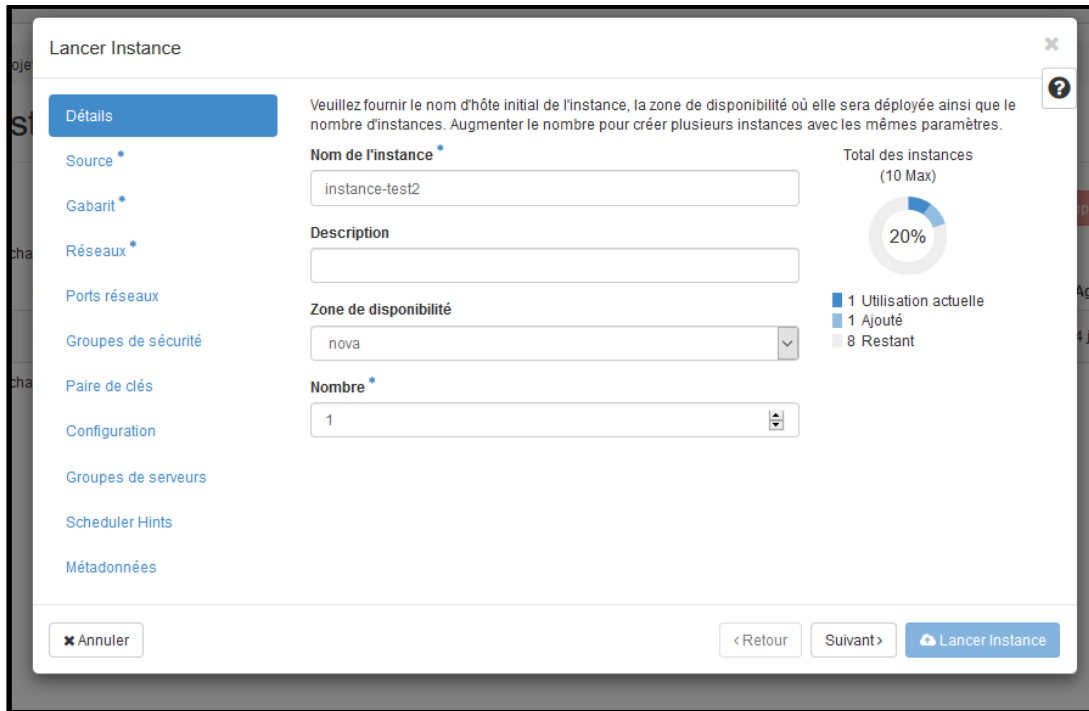 Lancer Instance
Détails
Source *
Gabarit *
Réseaux *
Ports réseaux
Groupes de sécurité
Paire de clés
Configuration
Groupes de serveurs
Scheduler Hints
Métadonnées
Veuillez fournir le nom d'hôte initial de l'instance, la zone de disponibilité où elle sera déployée ainsi que le
nombre d'instances. Augmenter le nombre pour créer plusieurs instances avec les mêmes paramètres.
Nom de l'instance *
instance-test2
Description
Zone de disponibilité
nova
Nombre *
1
Total des instances
(10 Max)
20%
1 Utilisation actuelle
1 Ajouté
8 Restant
Annuler
< Retour
Suivant >
Lancer Instance